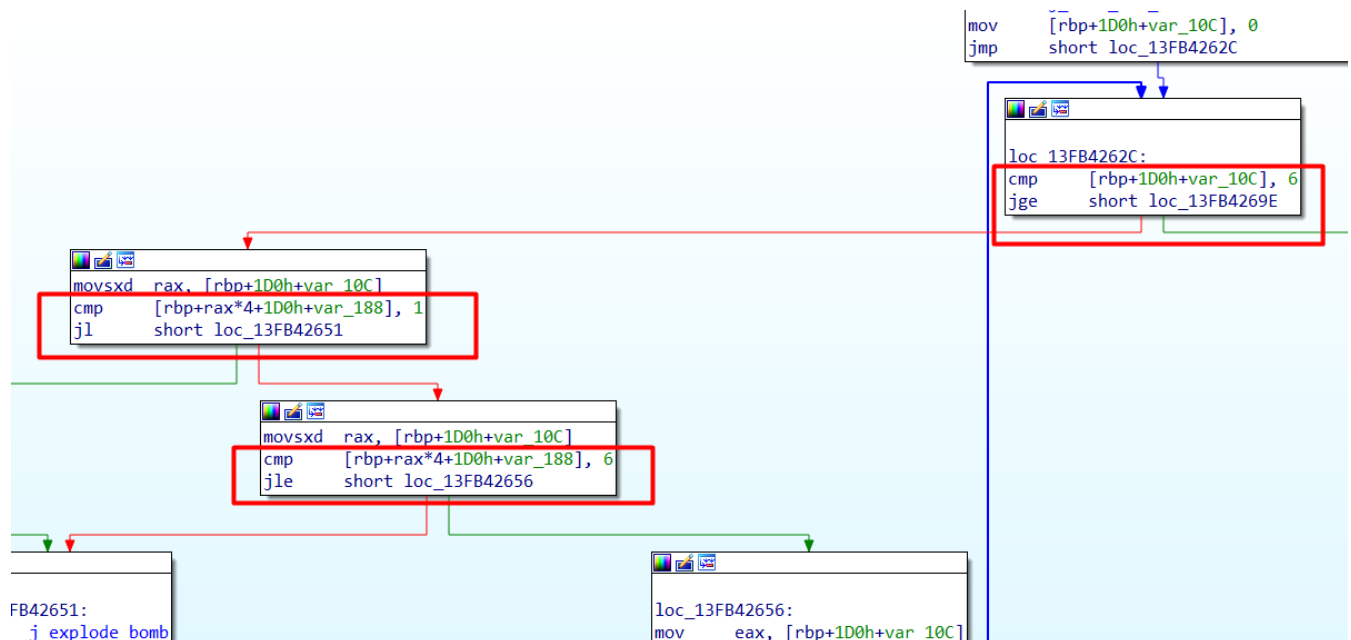 mov [rbp+1D0h+var_10C], 0
jmp short loc_13FB4262C
loc_13FB4262C:
cmp [rbp+1D0h+var_10C], 6
jge short loc_13FB4269E
movsxd rax, [rbp+1D0h+var_10C]
cmp [rbp+rax*4+1D0h+var_188], 1
jl short loc_13FB42651
movsxd rax, [rbp+1D0h+var_10C]
cmp [rbp+rax*4+1D0h+var_188], 6
jle short loc_13FB42656
FB42651:
j_explode_bomb
loc_13FB42656:
mov eax, [rbp+1D0h+var_10C]